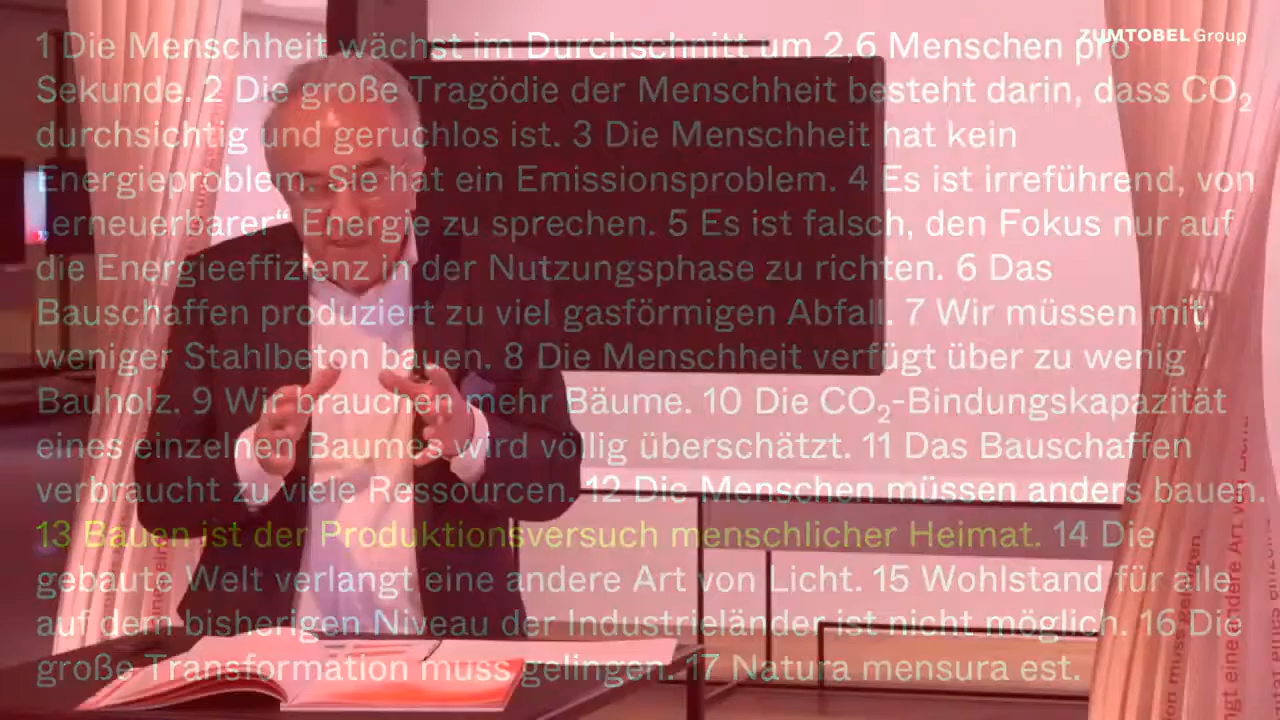 ZUMTOBEL Group
1 Die Menschheit wächst im Durchschnitt um 2,6 Menschen pro
Sekunde. 2 Die große Tragödie der Menschheit besteht darin, dass CO₂
durchsichtig und geruchlos ist. 3 Die Menschheit hat kein
Energieproblem. Sie hat ein Emissionsproblem. 4 Es ist irreführend, von
„erneuerbarer“ Energie zu sprechen. 5 Es ist falsch, den Fokus nur auf
die Energieeffizienz in der Nutzungsphase zu richten. 6 Das
Bauschaffen produziert zu viel gasförmigen Abfall. 7 Wir müssen mit
weniger Stahlbeton bauen. 8 Die Menschheit verfügt über zu wenig
Bauholz. 9 Wir brauchen mehr Bäume. 10 Die CO₂-Bindungskapazität
eines einzelnen Baumes wird völlig überschätzt. 11 Das Bauschaffen
verbraucht zu viele Ressourcen. 12 Die Menschen müssen anders bauen.
13 Bauen ist der Produktionsversuch menschlicher Heimat. 14 Die
gebaute Welt verlangt eine andere Art von Licht. 15 Wohlstand für alle
auf dem bisherigen Niveau der Industrieländer ist nicht möglich. 16 Die
große Transformation muss gelingen. 17 Natura mensura est.